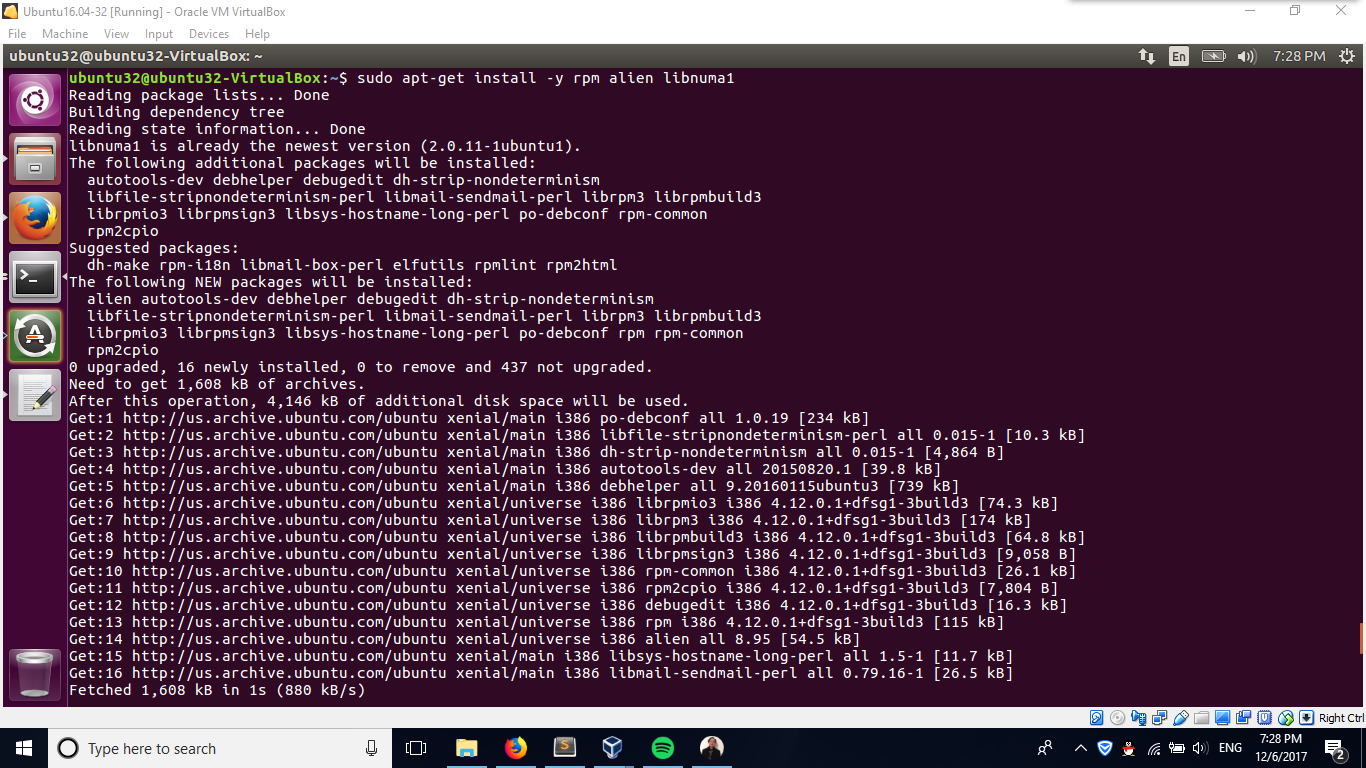 Ubuntu16.04-32 [Running] - Oracle VM VirtualBox
File Machine View Input Devices Help
ubuntu32@ubuntu32-VirtualBox: ~
En
7:28 PM
ubuntu32@ubuntu32-VirtualBox:~$ sudo apt-get install -y rpm alien libnuma1
Reading package lists... Done
Building dependency tree
Reading state information... Done
libnuma1 is already the newest version (2.0.11-1ubuntu1).
The following additional packages will be installed:
autotools-dev debhelper debugedit dh-strip-nondeterminism
libfile-stripnondeterminism-perl libmail-sendmail-perl librpm3 librpmbuild3
librpmio3 librpmsign3 libsys-hostname-long-perl po-debconf rpm-common
rpm2cpio
Suggested packages:
dh-make rpm-i18n libmail-box-perl elfutils rpmlint rpm2html
The following NEW packages will be installed:
alien autotools-dev debhelper debugedit dh-strip-nondeterminism
libfile-stripnondeterminism-perl libmail-sendmail-perl librpm3 librpmbuild3
librpmio3 librpmsign3 libsys-hostname-long-perl po-debconf rpm rpm-common
rpm2cpio
0 upgraded, 16 newly installed, 0 to remove and 437 not upgraded.
Need to get 1,608 kB of archives.
After this operation, 4,146 kB of additional disk space will be used.
Get:1 http://us.archive.ubuntu.com/ubuntu xenial/main i386 po-debconf all 1.0.19 [234 kB]
Get:2 http://us.archive.ubuntu.com/ubuntu xenial/main i386 libfile-stripnondeterminism-perl all 0.015-1 [10.3 kB]
Get:3 http://us.archive.ubuntu.com/ubuntu xenial/main i386 dh-strip-nondeterminism all 0.015-1 [4,864 B]
Get:4 http://us.archive.ubuntu.com/ubuntu xenial/main i386 autotools-dev all 20150820.1 [39.8 kB]
Get:5 http://us.archive.ubuntu.com/ubuntu xenial/main i386 debhelper all 9.20160115ubuntu3 [739 kB]
Get:6 http://us.archive.ubuntu.com/ubuntu xenial/universe i386 librpmio3 i386 4.12.0.1+dfsg1-3build3 [74.3 kB]
Get:7 http://us.archive.ubuntu.com/ubuntu xenial/universe i386 librpm3 i386 4.12.0.1+dfsg1-3build3 [174 kB]
Get:8 http://us.archive.ubuntu.com/ubuntu xenial/universe i386 librpmbuild3 i386 4.12.0.1+dfsg1-3build3 [64.8 kB]
Get:9 http://us.archive.ubuntu.com/ubuntu xenial/universe i386 librpmsign3 i386 4.12.0.1+dfsg1-3build3 [9,058 B]
Get:10 http://us.archive.ubuntu.com/ubuntu xenial/universe i386 rpm-common i386 4.12.0.1+dfsg1-3build3 [26.1 kB]
Get:11 http://us.archive.ubuntu.com/ubuntu xenial/universe i386 rpm2cpio i386 4.12.0.1+dfsg1-3build3 [7,804 B]
Get:12 http://us.archive.ubuntu.com/ubuntu xenial/universe i386 debugedit i386 4.12.0.1+dfsg1-3build3 [16.3 kB]
Get:13 http://us.archive.ubuntu.com/ubuntu xenial/universe i386 rpm i386 4.12.0.1+dfsg1-3build3 [115 kB]
Get:14 http://us.archive.ubuntu.com/ubuntu xenial/universe i386 alien all 8.95 [54.5 kB]
Get:15 http://us.archive.ubuntu.com/ubuntu xenial/main i386 libsys-hostname-long-perl all 1.5-1 [11.7 kB]
Get:16 http://us.archive.ubuntu.com/ubuntu xenial/main i386 libmail-sendmail-perl all 0.79.16-1 [26.5 kB]
Fetched 1,608 kB in 1s (880 kB/s)
Right Ctrl
Type here to search
ENG
7:28 PM
12/6/2017
2